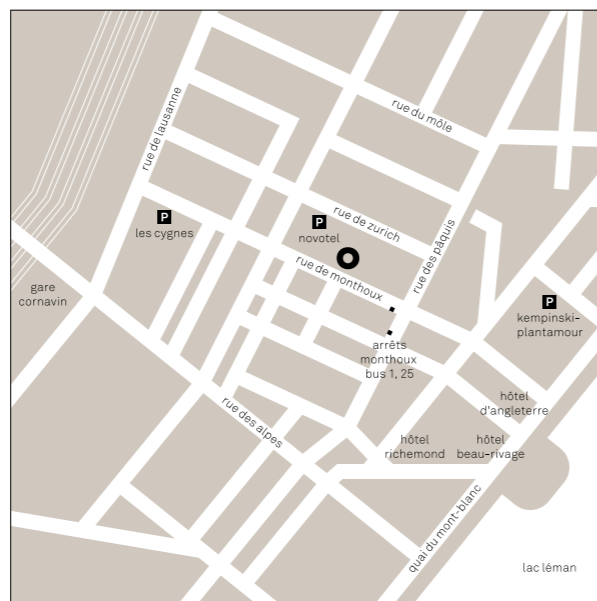 rue du môle
rue de lausanne
P
les cygnes
P
novotel
rue de zurich
rue de monthoux
rue des pâquis
gare
cornavin
P
kempinski-
plantamour
arrêts
monthoux
bus 1, 25
hôtel
d'angleterre
rue des alpes
hôtel
richemond
hôtel
beau-rivage
quai du mont-blanc
lac léman